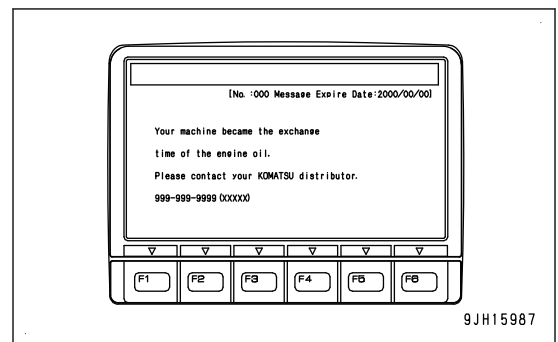 [No. :000 Message Expire Date:2000/00/00]
Your machine became the exchange
time of the engine oil.
Please contact your KOMATSU distributor.
999-999-9999(XXXXX)
F1 F2 F3 F4 F5 F6
9JH15987